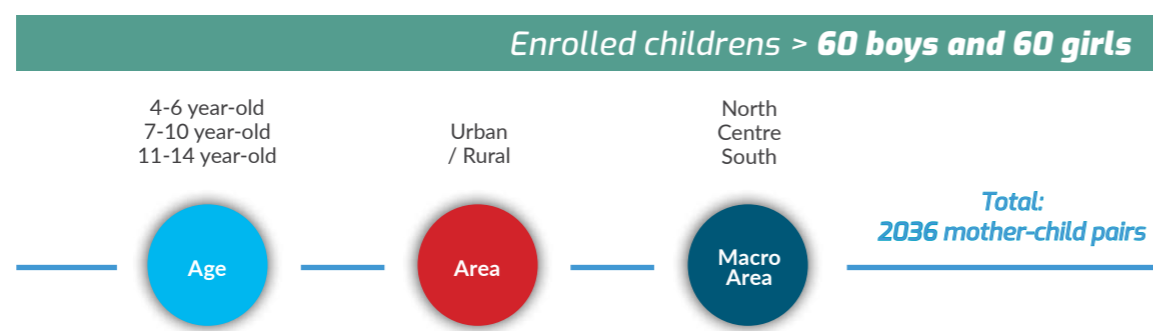 Enrolled childrens > 60 boys and 60 girls
4-6 year-old
7-10 year-old
11-14 year-old
Urban
/ Rural
North
Centre
South
Age
Area
Macro
Area
Total:
2036 mother-child pairs